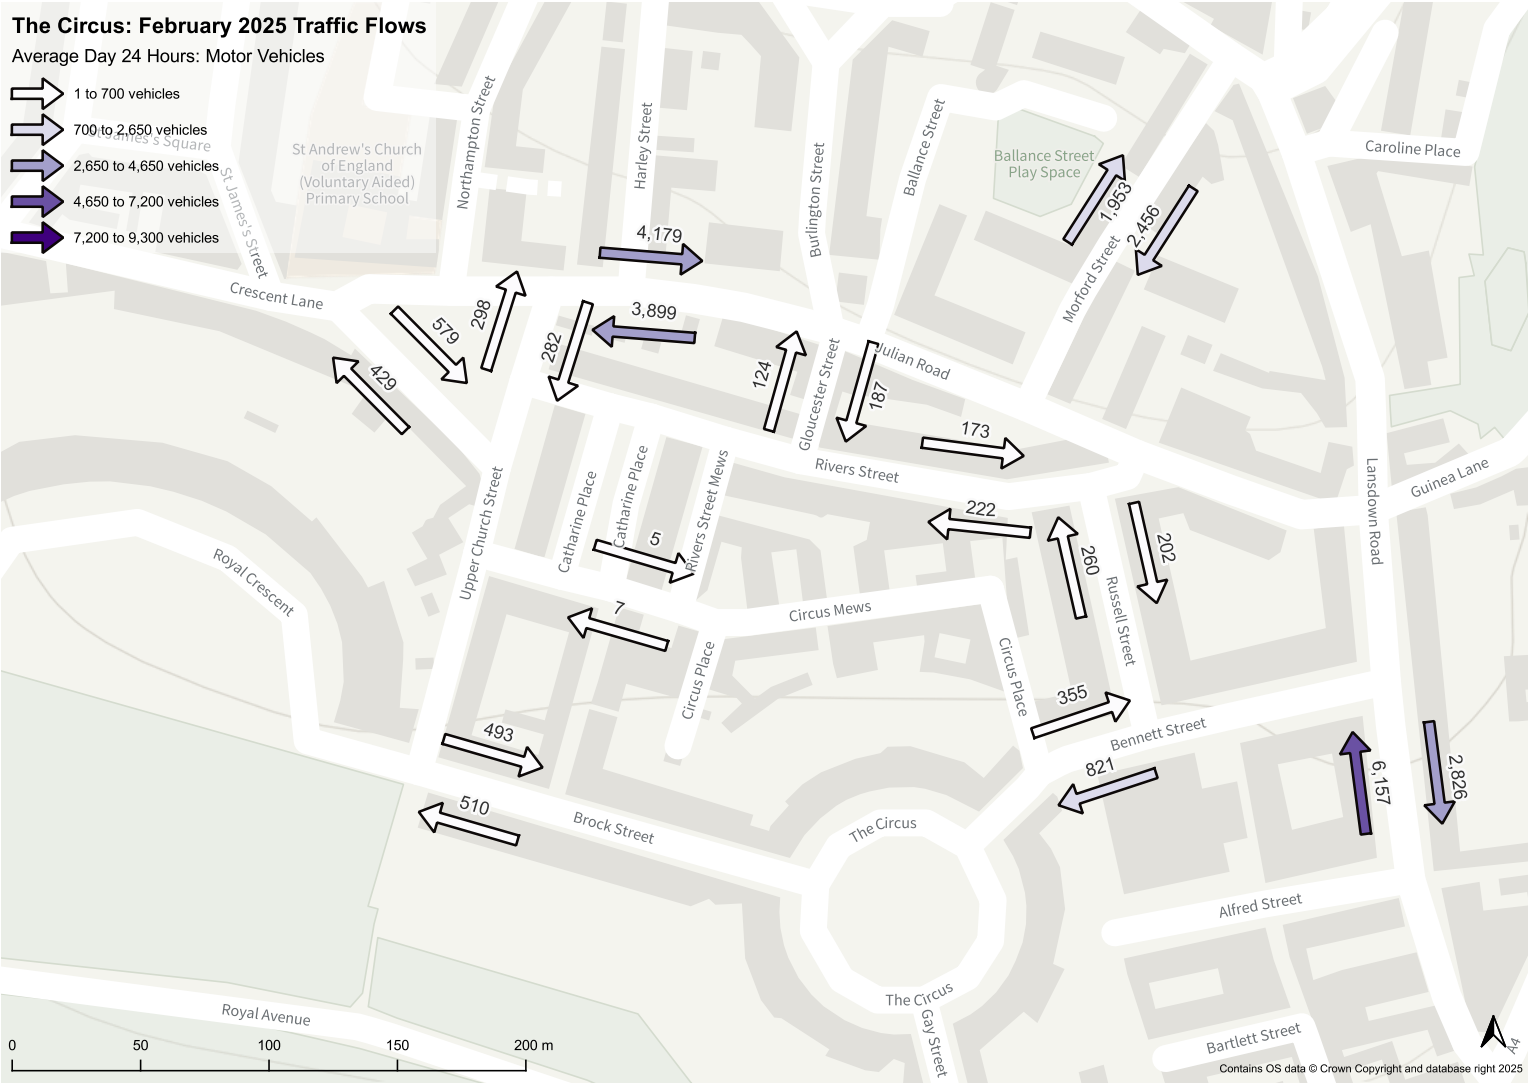 The Circus: February 2025 Traffic Flows
Average Day 24 Hours: Motor Vehicles
1 to 700 vehicles
700 to 2,650 vehicles
2,650 to 4,650 vehicles
4,650 to 7,200 vehicles
7,200 to 9,300 vehicles
St James's Square
St James's Street
St Andrew's Church
of England
(Voluntary Aided)
Primary School
Northampton Street
Harley Street
Burlington Street
Ballance Street
Ballance Street
Play Space
Caroline Place
1,953
2,456
Morford Street
4,179
Crescent Lane
298
579
429
282
3,899
124
Gloucester Street
187
Julian Road
173
Rivers Street
222
Lansdown Road
Guinea Lane
Upper Church Street
Catharine Place
Catharine Place
Rivers Street Mews
5
7
Royal Crescent
Circus Mews
260
202
Russell Street
Circus Place
Circus Place
355
Bennett Street
821
493
510
Brock Street
6,157
2,826
The Circus
Alfred Street
The Circus
Gay Street
Bartlett Street
Royal Avenue
A4
0 50 100 150 200 m
Contains OS data © Crown Copyright and database right 2025